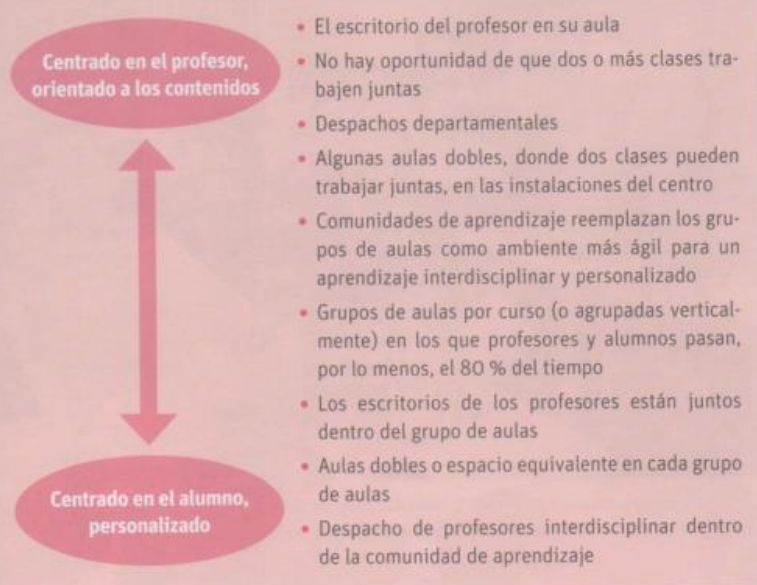 Centrado en el profesor,
orientado a los contenidos
• El escritorio del profesor en su aula
• No hay oportunidad de que dos o más clases tra-
bajen juntas
• Despachos departamentales
• Algunas aulas dobles, donde dos clases pueden
trabajar juntas, en las instalaciones del centro
• Comunidades de aprendizaje reemplazan los gru-
pos de aulas como ambiente más ágil para un
aprendizaje interdisciplinar y personalizado
• Grupos de aulas por curso (o agrupadas vertical-
mente) en los que profesores y alumnos pasan,
por lo menos, el 80 % del tiempo
• Los escritorios de los profesores están juntos
dentro del grupo de aulas
• Aulas dobles o espacio equivalente en cada grupo
de aulas
• Despacho de profesores interdisciplinar dentro
de la comunidad de aprendizaje
Centrado en el alumno,
personalizado